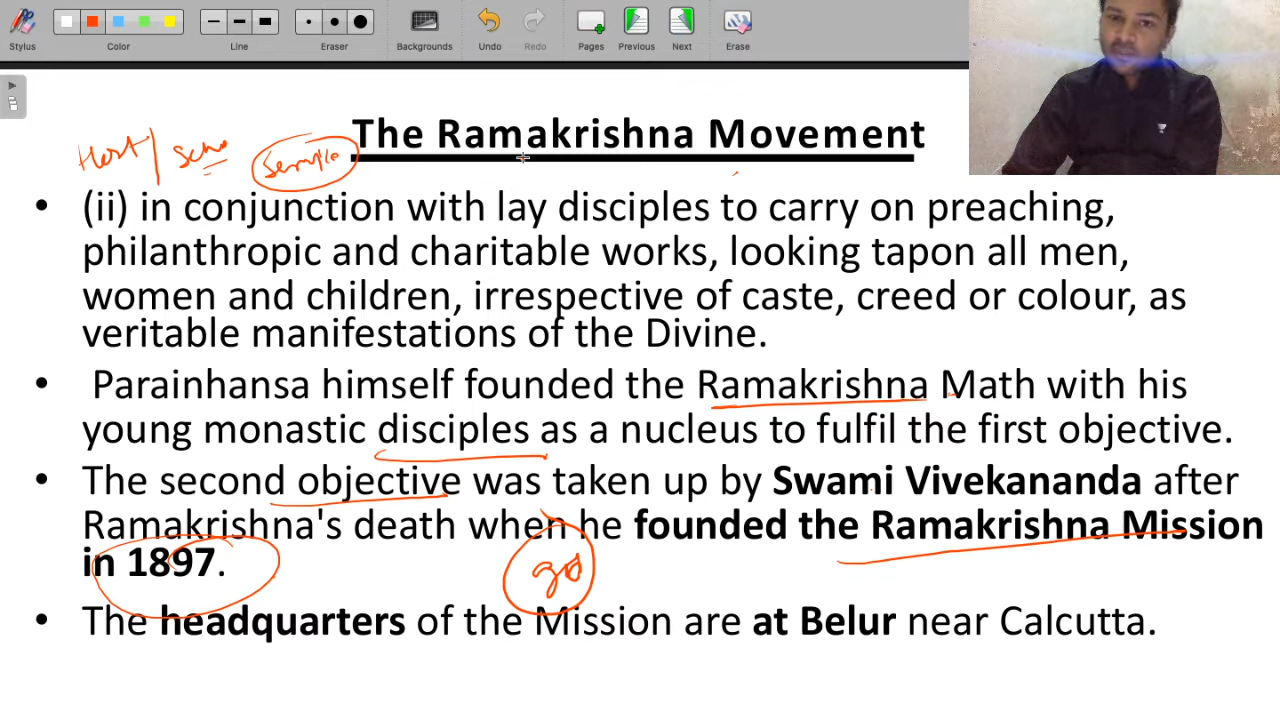 Stylus
Color
Line
Eraser
Backgrounds
Undo
Redo
Pages
Previous
Next
Erase
The Ramakrishna Movement
• (ii) in conjunction with lay disciples to carry on preaching,
philanthropic and charitable works, looking tapon all men,
women and children, irrespective of caste, creed or colour, as
veritable manifestations of the Divine.
• Parainhansa himself founded the Ramakrishna Math with his
young monastic disciples as a nucleus to fulfil the first objective.
• The second objective was taken up by Swami Vivekananda after
Ramakrishna's death when he founded the Ramakrishna Mission
in 1897.
• The headquarters of the Mission are at Belur near Calcutta.